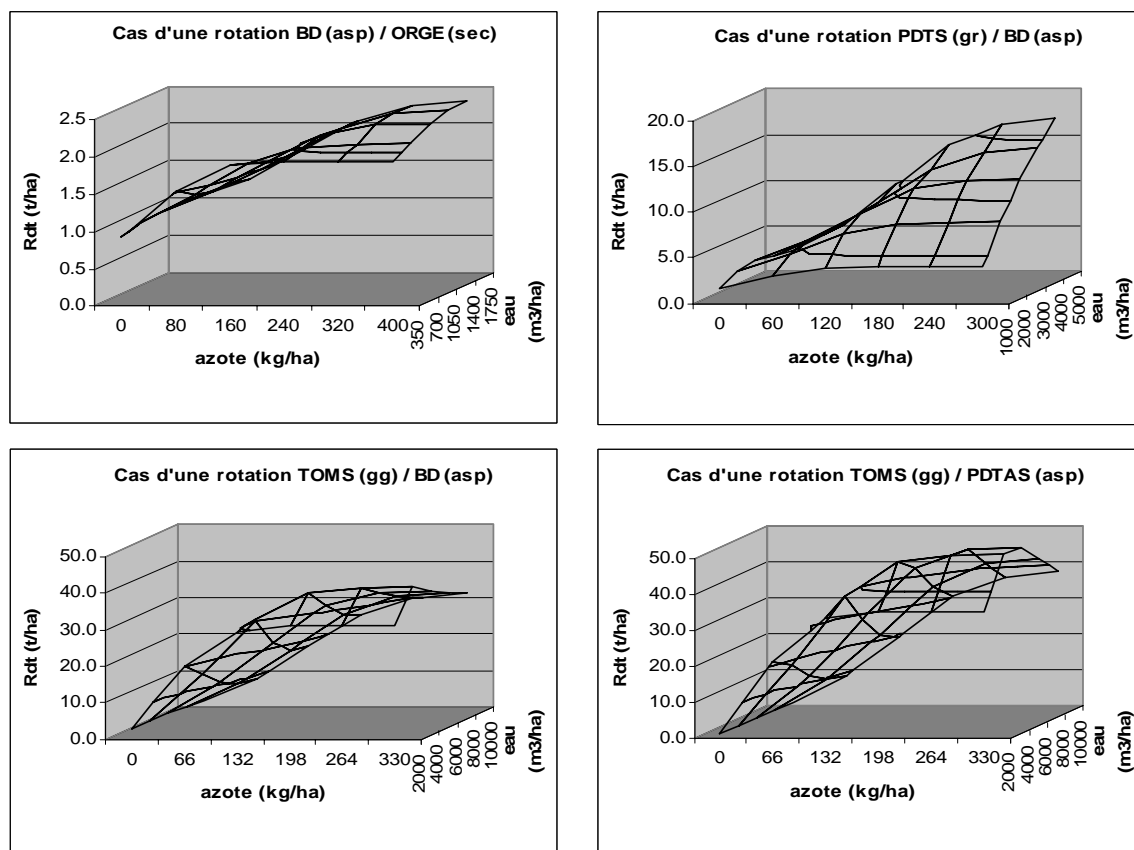 Cas d'une rotation BD (asp) / ORGE (sec)
2.5
2.0
1.5
1.0
0.5
0.0
Rdt (t/ha)
0 80 160 240 320 400
350 700 1050 1400 1750
azote (kg/ha)
eau (m3/ha)
Cas d'une rotation PDTS (gr) / BD (asp)
20.0
15.0
10.0
5.0
0.0
Rdt (t/ha)
0 60 120 180 240 300
1000 2000 3000 4000 5000
azote (kg/ha)
eau (m3/ha)
Cas d'une rotation TOMS (gg) / BD (asp)
50.0
40.0
30.0
20.0
10.0
0.0
Rdt (t/ha)
0 66 132 198 264 330
2000 4000 6000 8000 10000
azote (kg/ha)
eau (m3/ha)
Cas d'une rotation TOMS (gg) / PDTAS (asp)
50.0
40.0
30.0
20.0
10.0
0.0
Rdt (t/ha)
0 66 132 198 264 330
2000 4000 6000 8000 10000
azote (kg/ha)
eau (m3/ha)